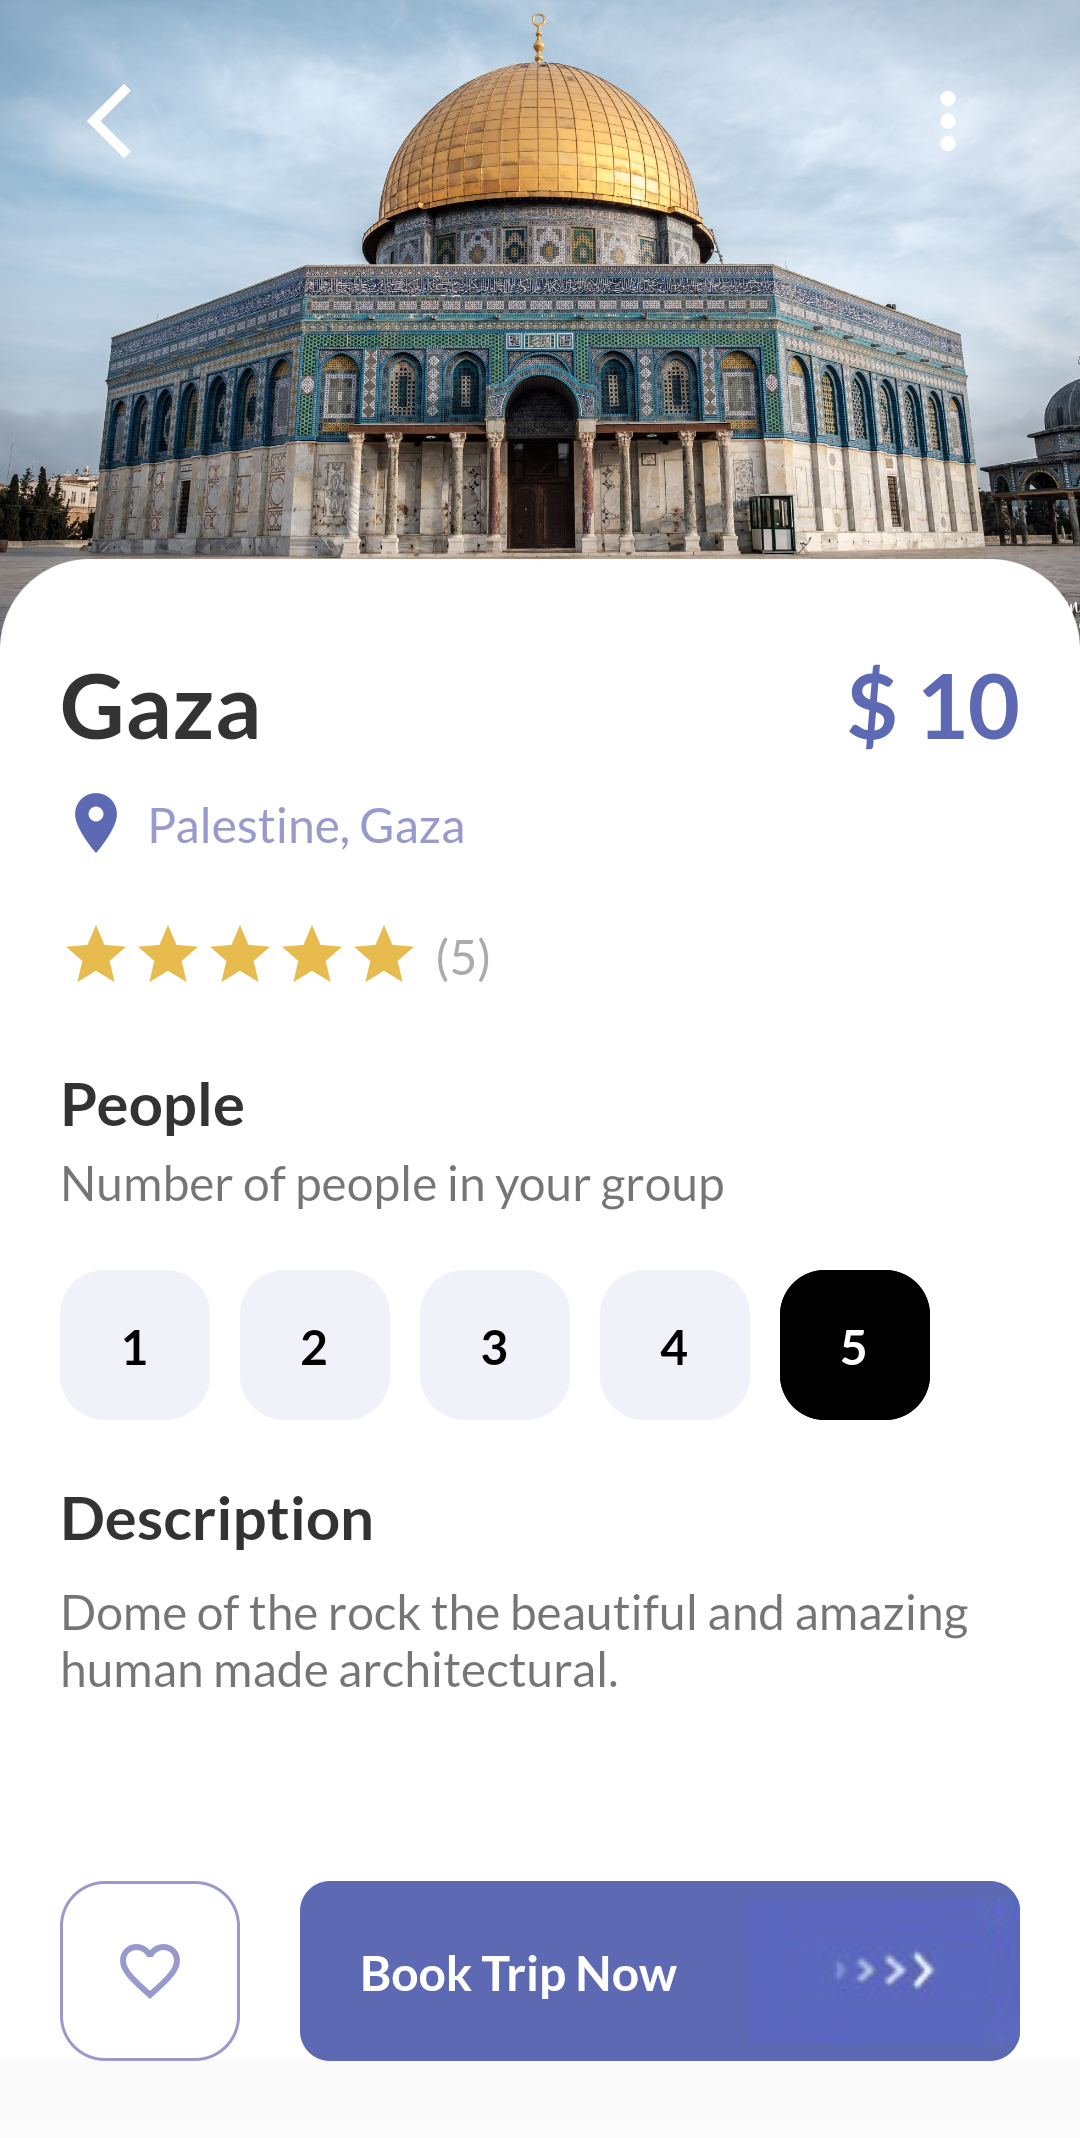 Gaza
$ 10
Palestine, Gaza
(5)
People
Number of people in your group
1 2 3 4 5
Description
Dome of the rock the beautiful and amazing
human made architectural.
Book Trip Now